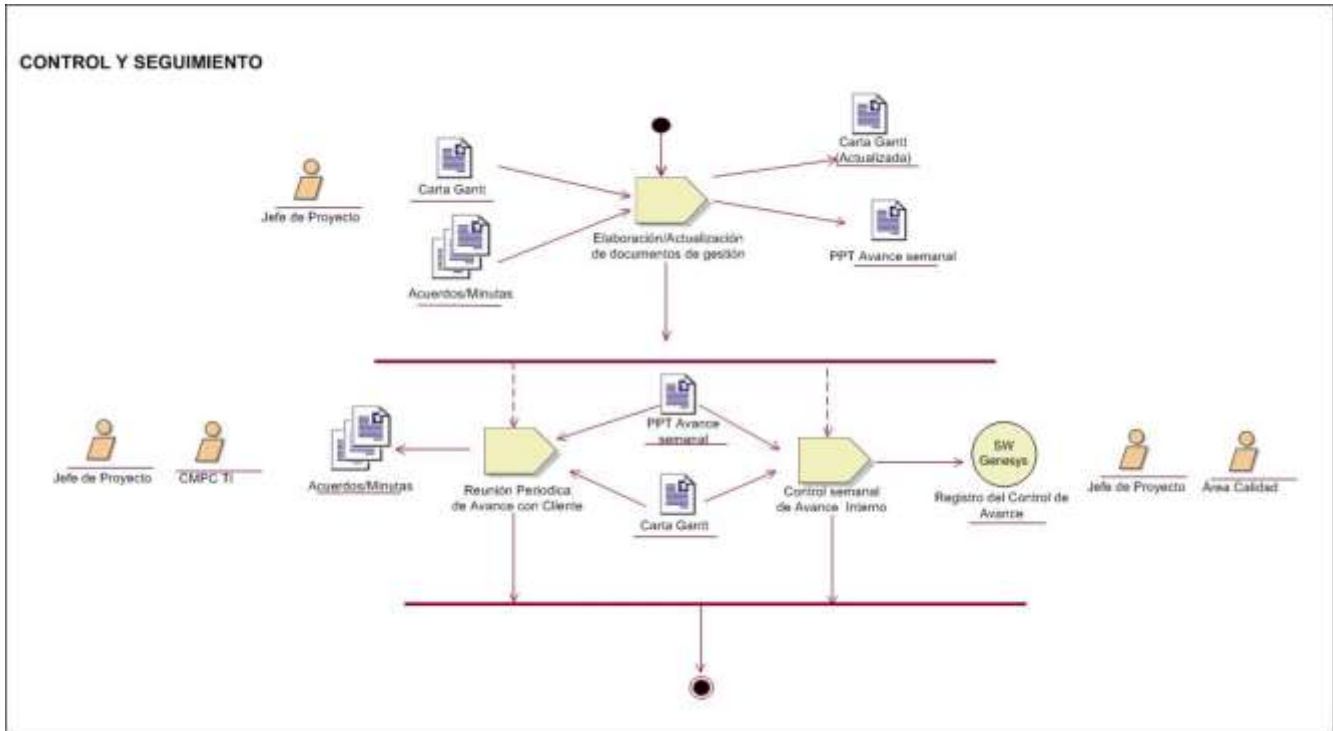 CONTROL Y SEGUIMIENTO
Jefe de Proyecto
Carta Gantt
Acuerdos/Minutas
Elaboración/Actualización
de documentos de gestión
Carta Gantt
(Actualizada)
PPT Avance semanal
Jefe de Proyecto
CMPC TI
Acuerdos/Minutas
Reunión Periodica
de Avance con Cliente
PPT Avance
semanal
Carta Gantt
Control semanal
de Avance Interno
SW
Genesys
Registro del Control de
Avance
Jefe de Proyecto
Area Calidad